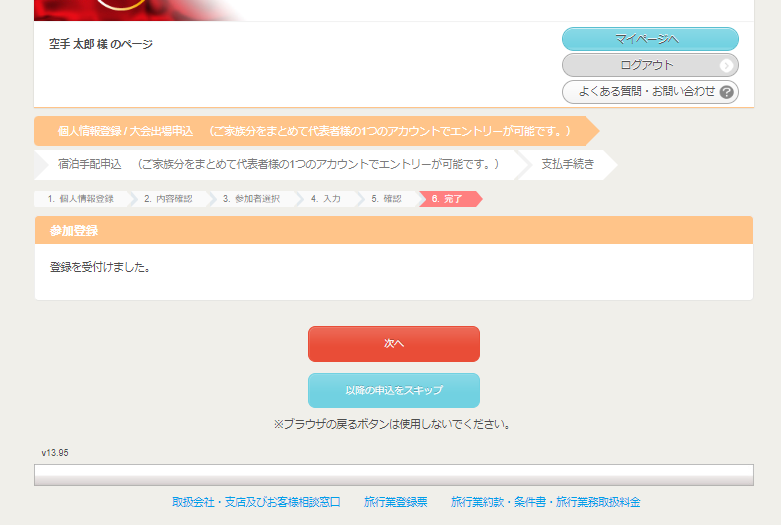 空手 太郎 様 のページ
マイページへ
ログアウト
よくある質問・お問い合わせ ?
個人情報登録 / 大会出場申込 （ご家族分をまとめて代表者様の1つのアカウントでエントリーが可能です。）
宿泊手配申込 （ご家族分をまとめて代表者様の1つのアカウントでエントリーが可能です。） 支払手続き
1. 個人情報登録 2. 内容確認 3. 参加者選択 4. 入力 5. 確認 6. 完了
参加登録
登録を受付けました。
次へ
以降の申込をスキップ
※ブラウザの戻るボタンは使用しないでください。
v13.95
取扱会社・支店及びお客様相談窓口 旅行業登録票 旅行業約款・条件書・旅行業務取扱料金